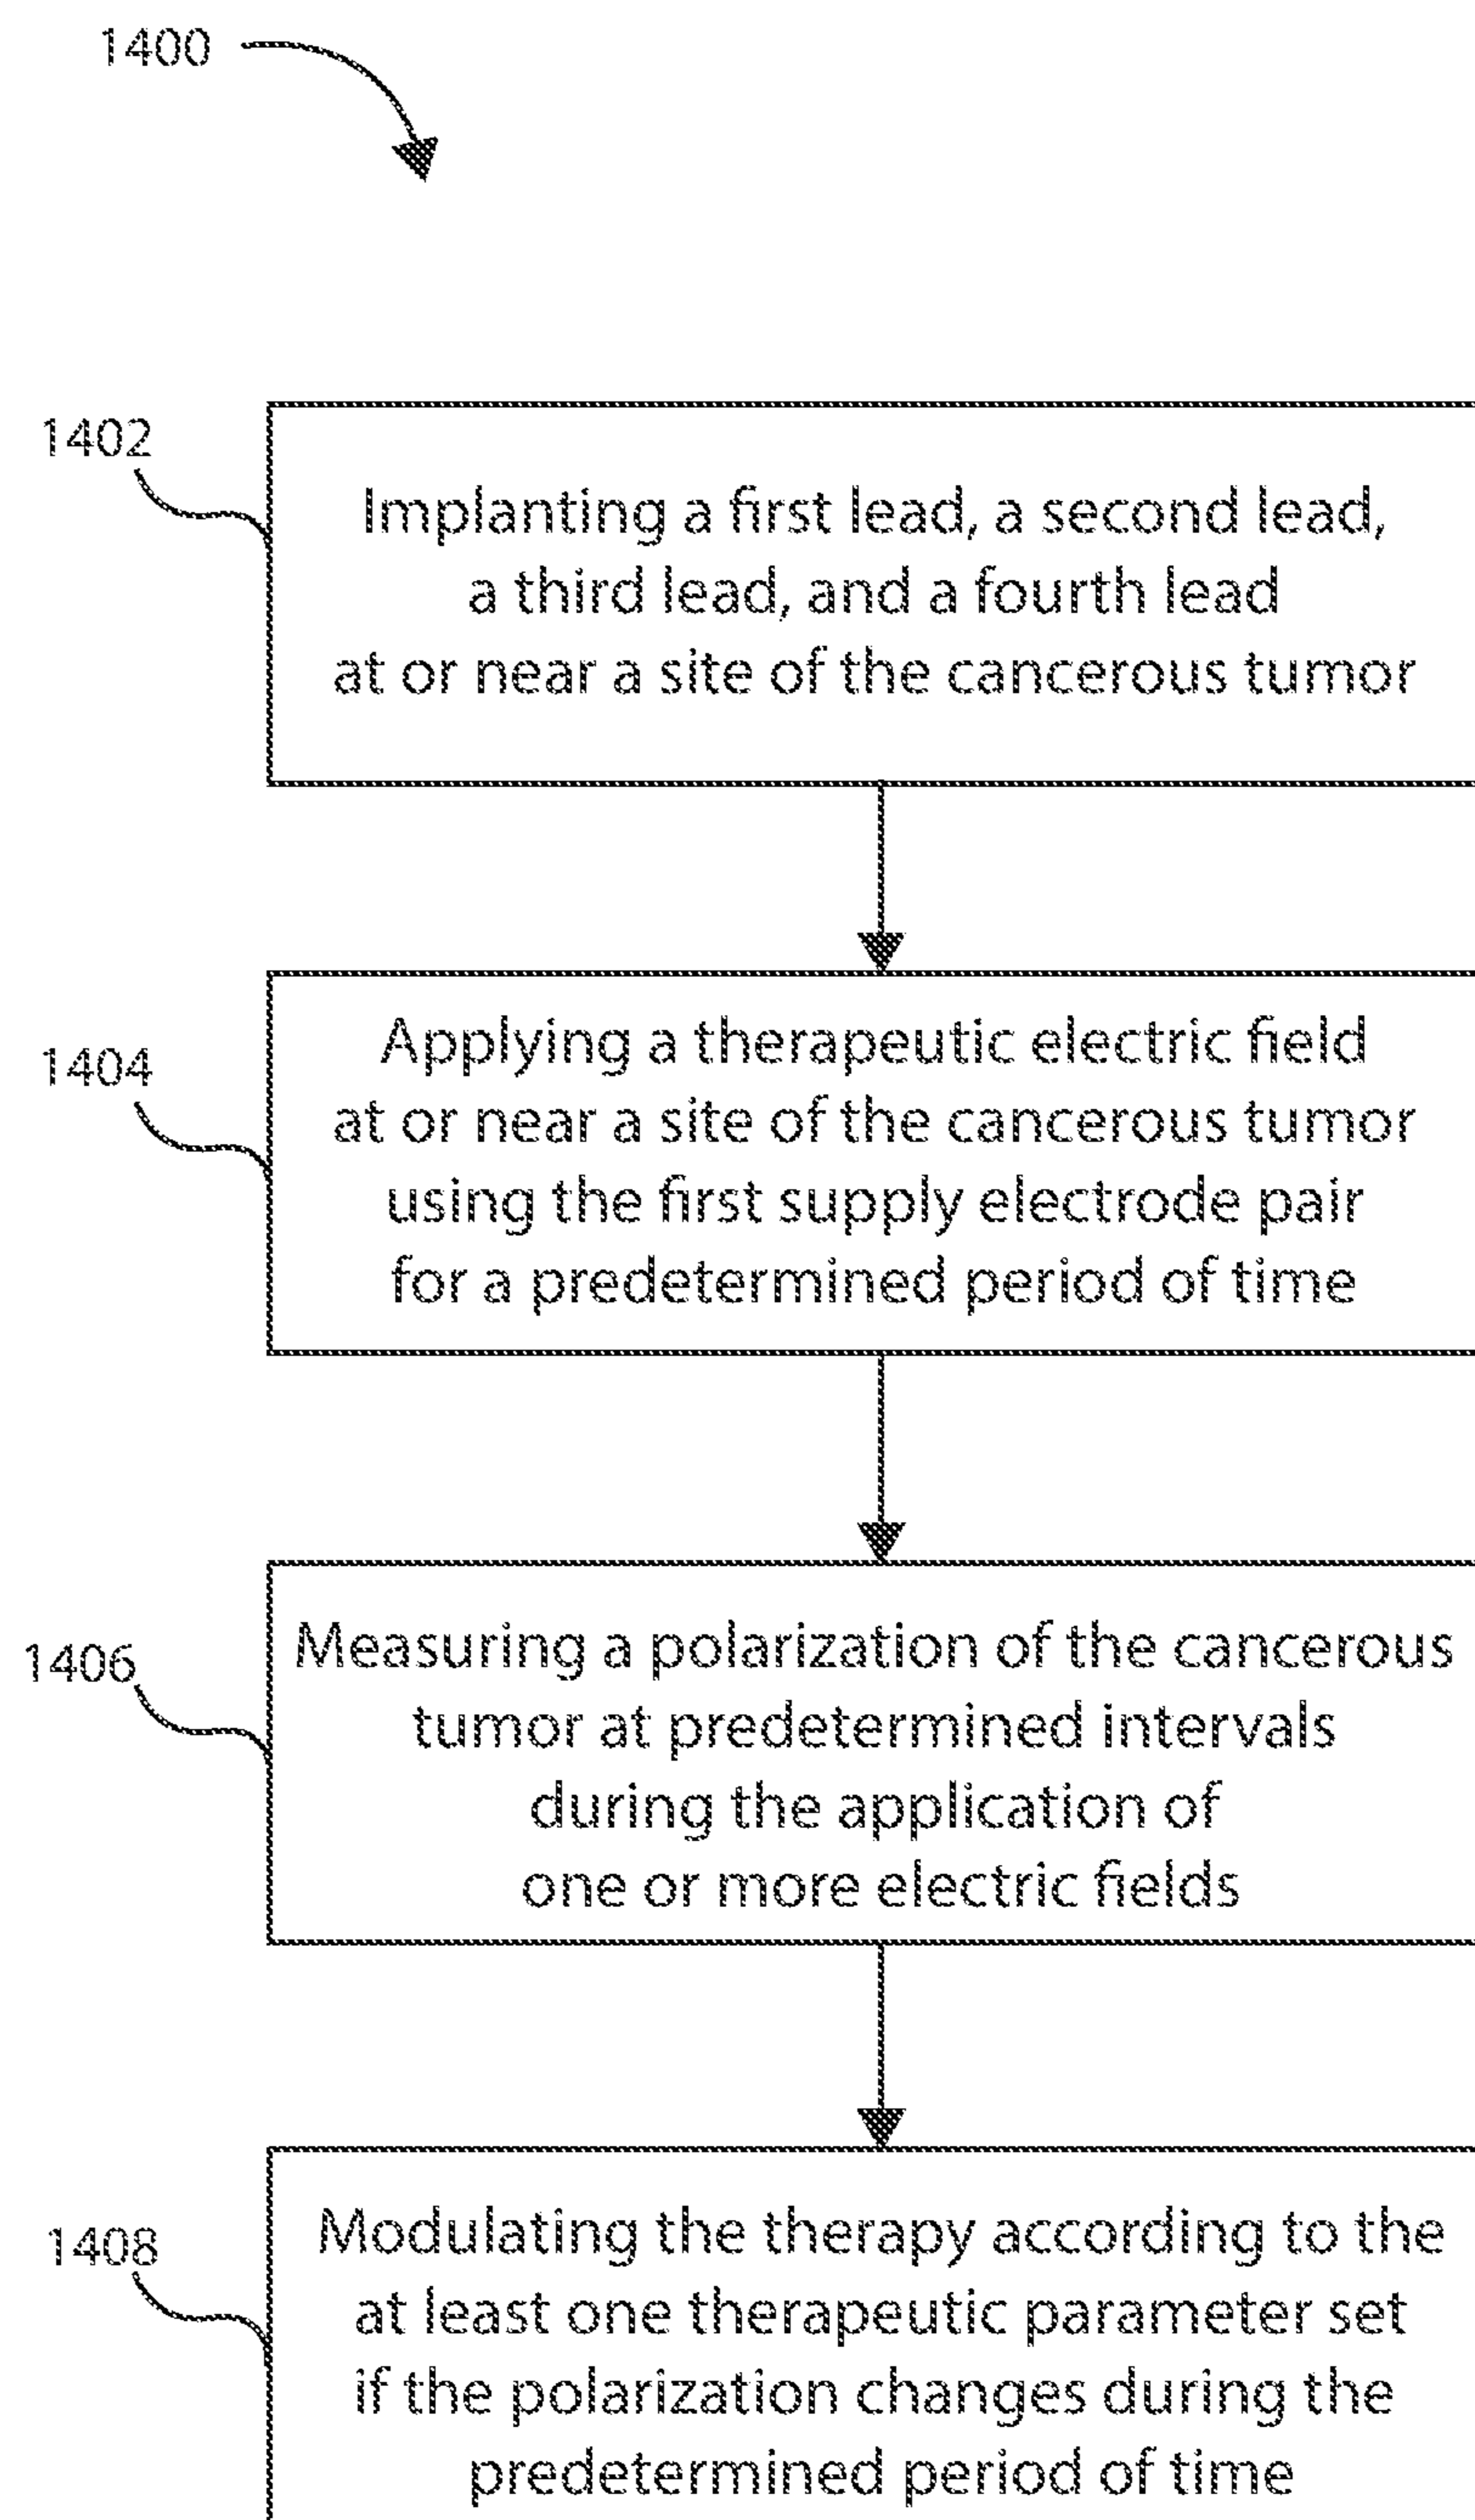 1400
1402
Implanting a first lead, a second lead,
a third lead, and a fourth lead
at or near a site of the cancerous tumor
1404
Applying a therapeutic electric field
at or near a site of the cancerous tumor
using the first supply electrode pair
for a predetermined period of time
1406
Measuring a polarization of the cancerous
tumor at predetermined intervals
during the application of
one or more electric fields
1408
Modulating the therapy according to the
at least one therapeutic parameter set
if the polarization changes during the
predetermined period of time